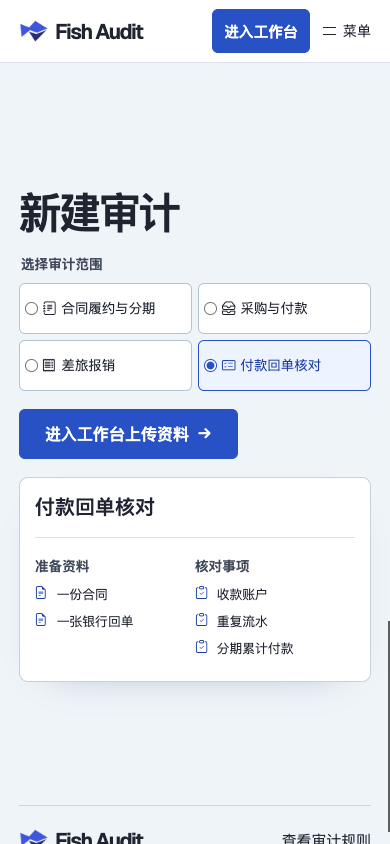 Fish Audit
进入工作台
菜单
新建审计
选择审计范围
合同履约与分期
采购与付款
差旅报销
付款回单核对
进入工作台上传资料 →
付款回单核对
准备资料
核对事项
一份合同
收款账户
一张银行回单
重复流水
分期累计付款
Fish Audit
查看审计规则